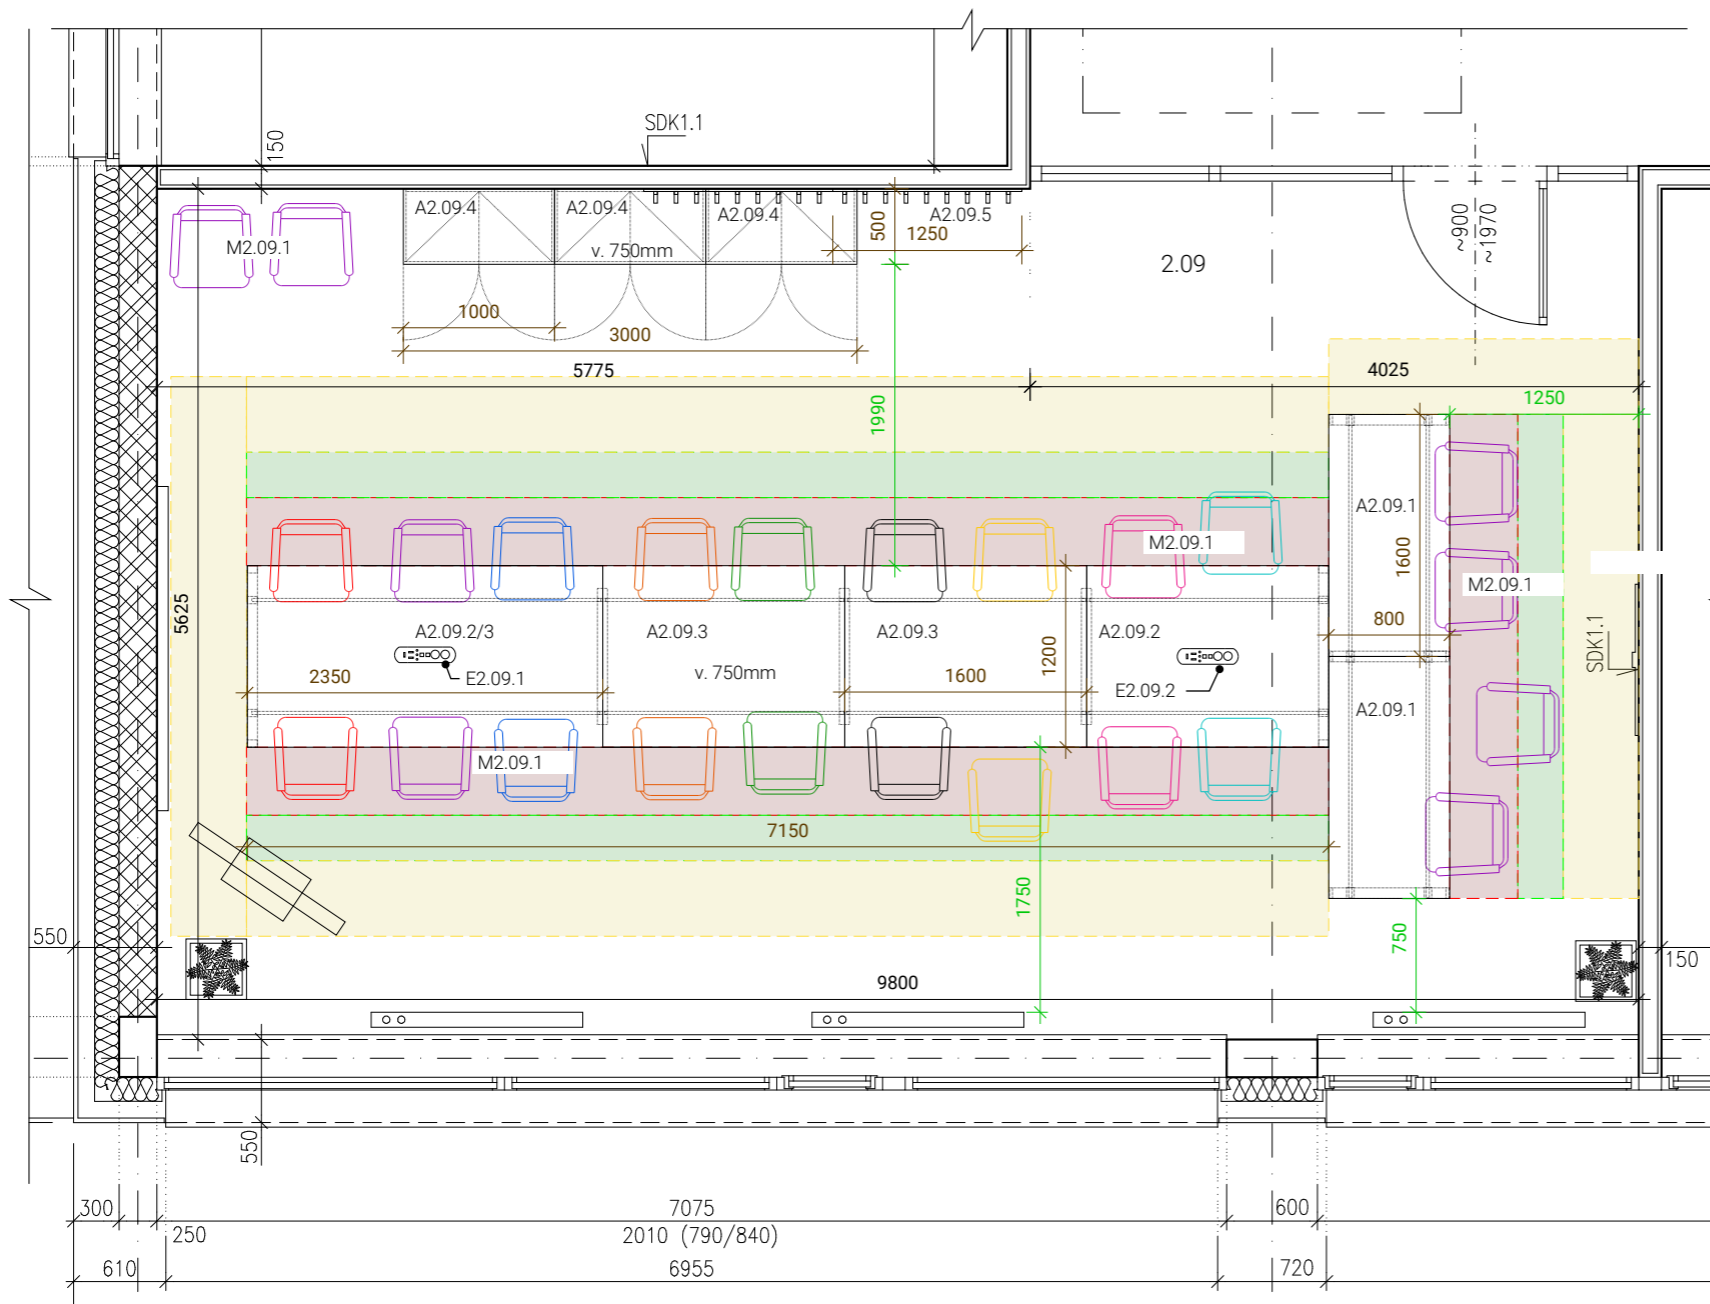 SDK1.1
150
A2.09.4
A2.09.4
A2.09.4
A2.09.5
M2.09.1
v. 750mm
500
1250
2.09
~900
~1970
1000
3000
5775
4025
1990
1250
A2.09.1
M2.09.1
1600
M2.09.1
5625
A2.09.2/3
A2.09.3
A2.09.3
A2.09.2
800
SDK1.1
v. 750mm
1200
2350
E2.09.1
1600
E2.09.2
A2.09.1
M2.09.1
7150
1750
750
550
150
9800
550
300
7075
600
250
2010 (790/840)
610
6955
720